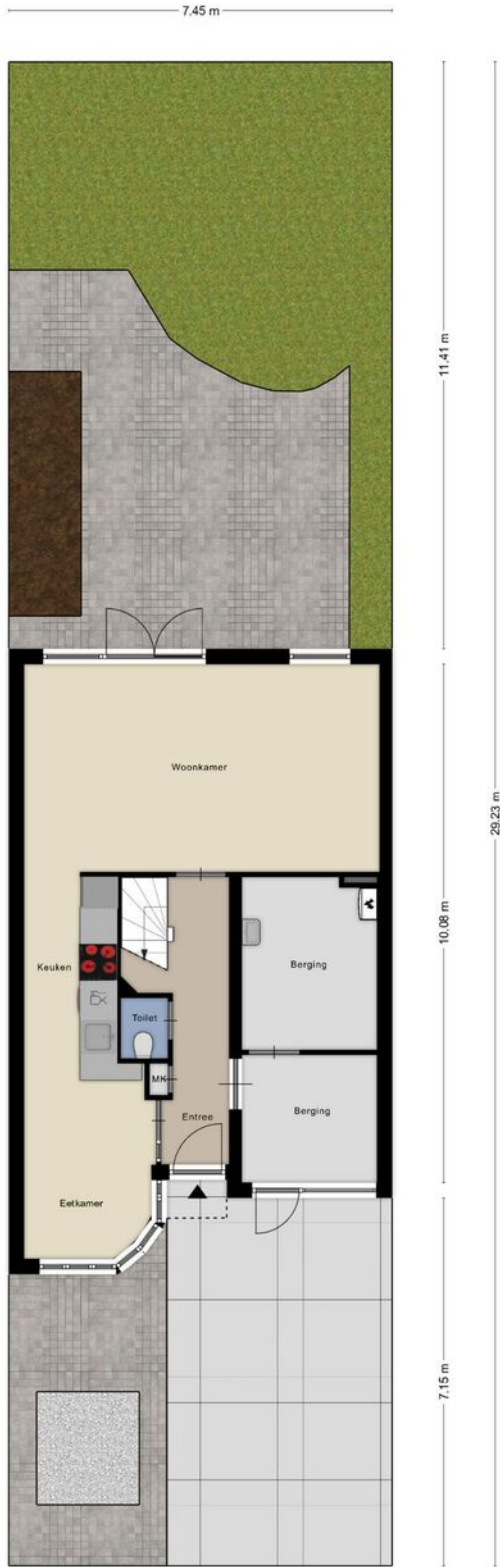 7.45 m
11.41 m
29.23 m
Woonkamer
10.08 m
Keuken
Berging
Toilet
MK
Berging
Entree
Eetkamer
7.15 m